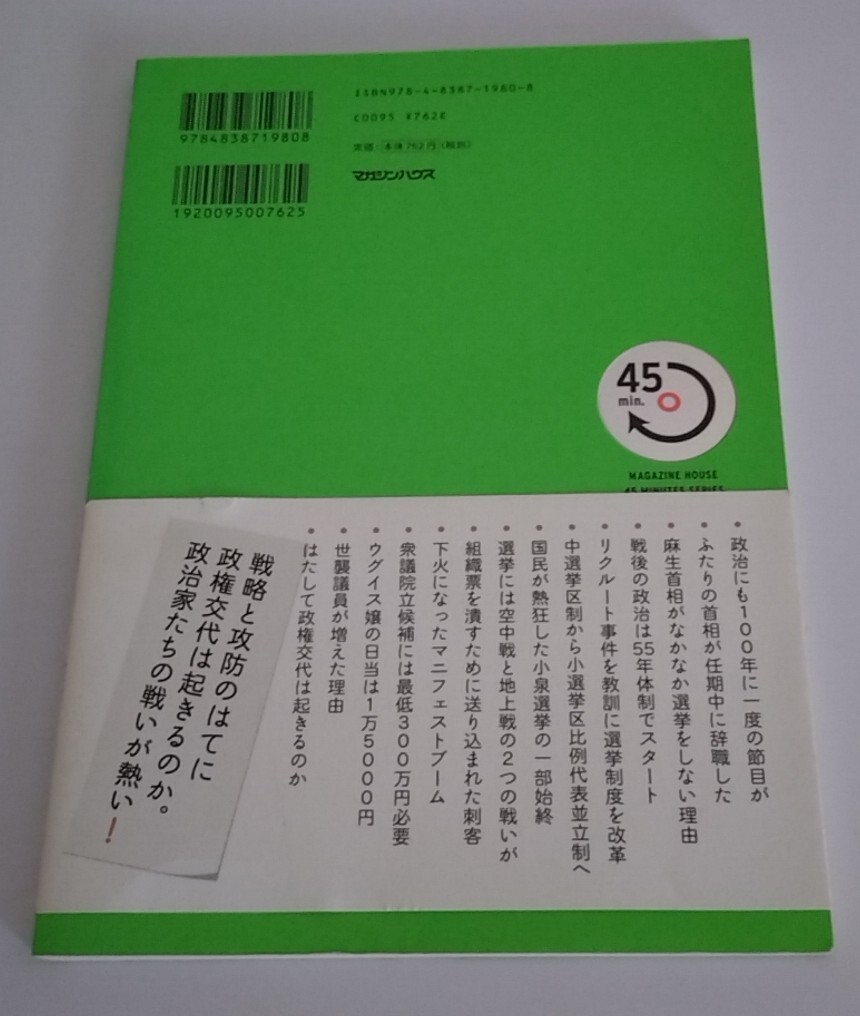 9784838719808
1920095007625
ISBN978-4-8387-1980-8
C0095 ¥762E
定価：本体762円（税別）
マガジンハウス
45
min.
MAGAZINE HOUSE
45 MINUTES SERIES
・政治にも100年に一度の節目が
・ふたりの首相が任期中に辞職した
・麻生首相がなかなか選挙をしない理由
・戦後の政治は55年体制でスタート
・リクルート事件を教訓に選挙制度を改革
・中選挙区制から小選挙区比例代表並立制へ
・国民が熱狂した小泉選挙の一部始終
・選挙には空中戦と地上戦の2つの戦いが
・組織票を潰すために送り込まれた刺客
・下火になったマニフェストブーム
・衆議院立候補には最低300万円必要
・ウグイス嬢の日当は1万5000円
・世襲議員が増えた理由
・はたして政権交代は起きるのか
戦略と攻防のはてに
政権交代は起きるのか。
政治家たちの戦いが熱い！